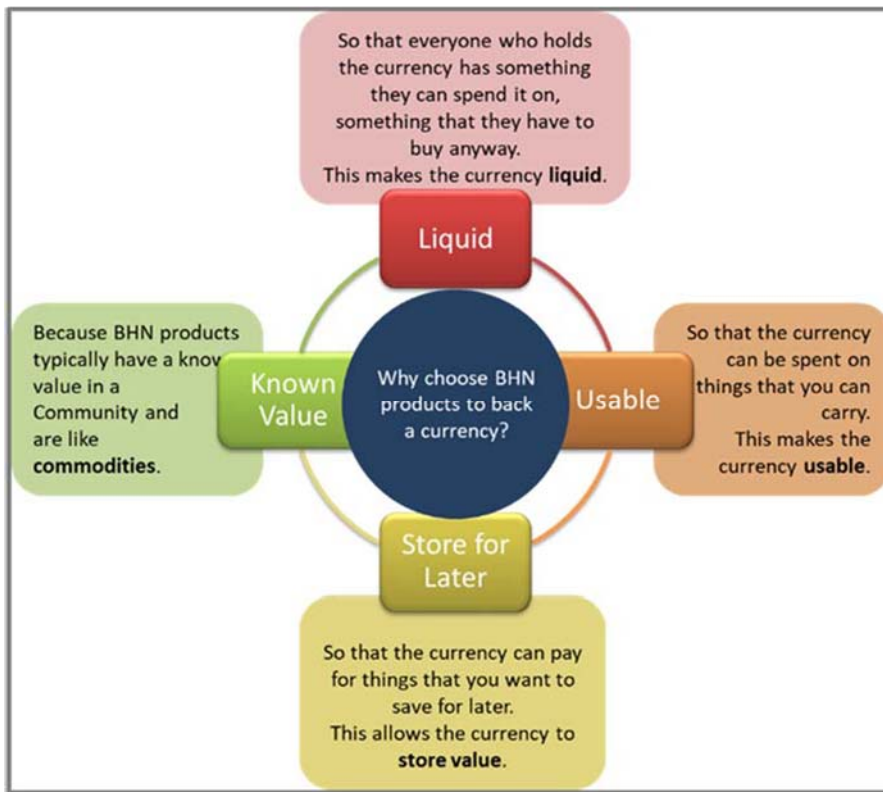 So that everyone who holds
the currency has something
they can spend it on,
something that they have to
buy anyway.
This makes the currency liquid.
Liquid
Because BHN products
typically have a know
value in a
Community and
are like
commodities.
Known
Value
Why choose BHN
products to back
a currency?
Usable
So that the currency
can be spent on
things that you can
carry.
This makes the
currency usable.
Store for
Later
So that the currency can pay
for things that you want to
save for later.
This allows the currency to
store value.